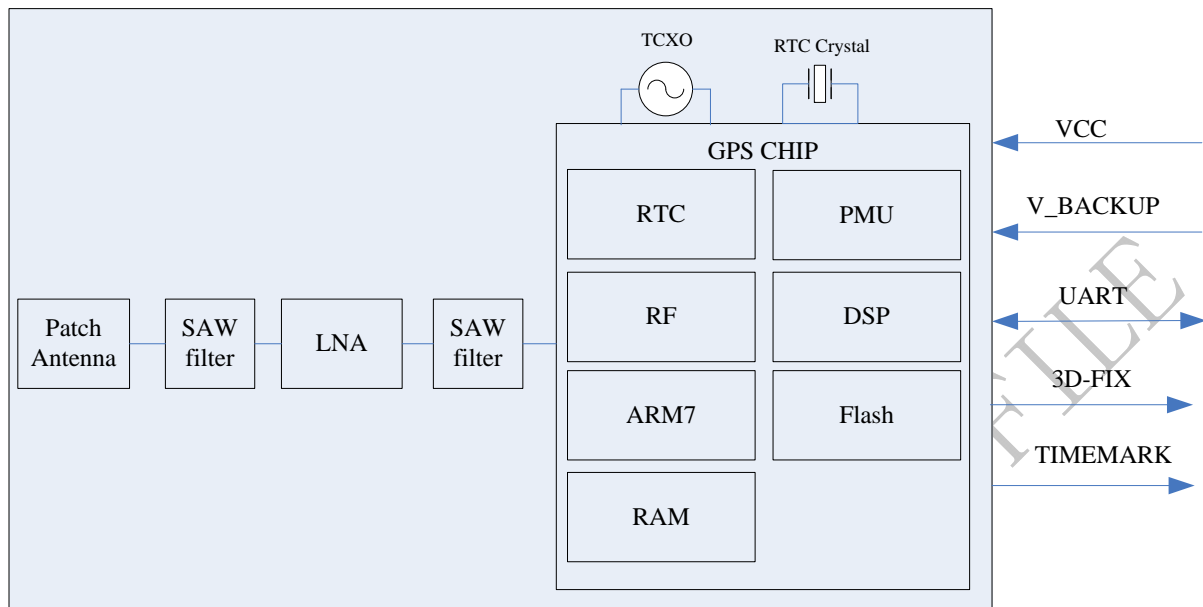 TCXO
RTC Crystal
GPS CHIP
RTC
PMU
RF
DSP
ARM7
Flash
RAM
Patch
Antenna
SAW
filter
LNA
SAW
filter
VCC
V_BACKUP
UART
3D-FIX
TIMEMARK
FILE